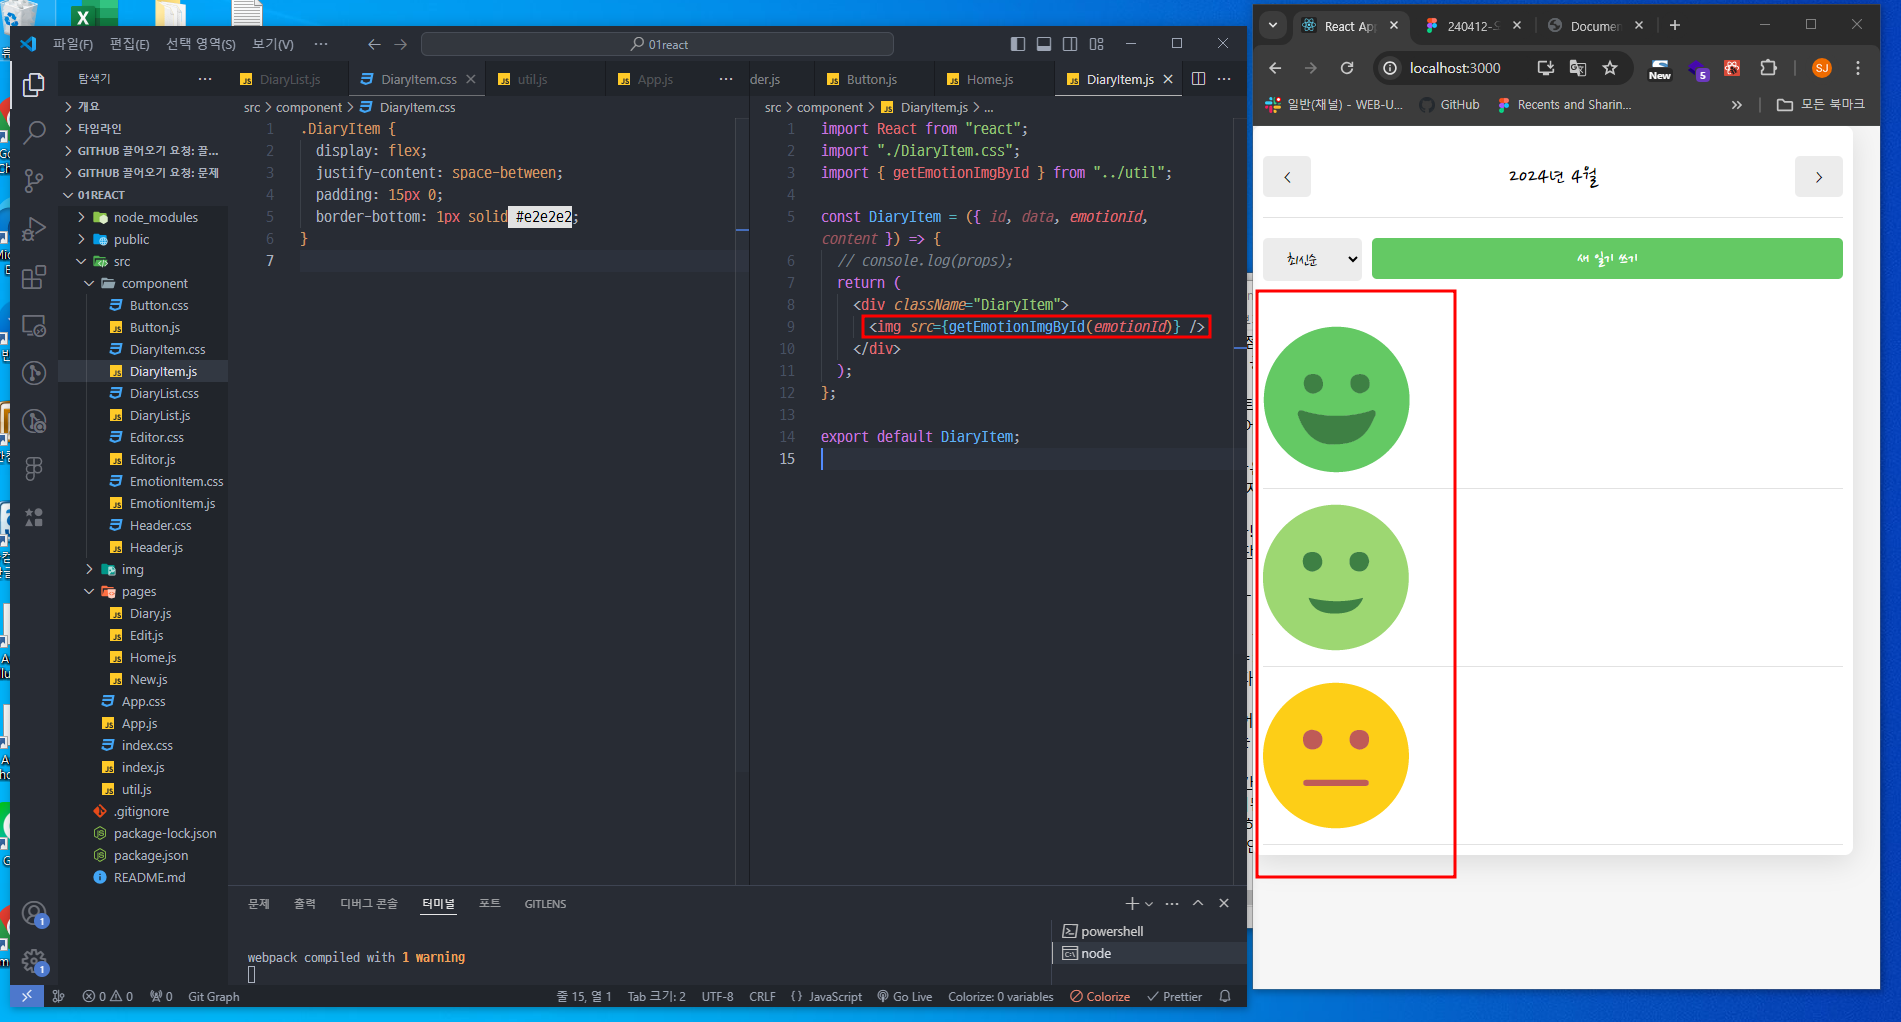 파일(F) 편집(E) 선택 영역(S) 보기(V) ··· 01react
탐색기 ···
개요
타임라인
GITHUB 끌어오기 요청: 끌...
GITHUB 끌어오기 요청: 문제
01REACT
node_modules
public
src
component
Button.css
Button.js
DiaryItem.css
DiaryItem.js
DiaryList.css
DiaryList.js
Editor.css
Editor.js
EmotionItem.css
EmotionItem.js
Header.css
Header.js
img
pages
Diary.js
Edit.js
Home.js
New.js
App.css
App.js
index.css
index.js
util.js
.gitignore
package-lock.json
package.json
README.md
DiaryList.js DiaryItem.css util.js App.js ···
src > component > DiaryItem.css
1 .DiaryItem {
2 display: flex;
3 justify-content: space-between;
4 padding: 15px 0;
5 border-bottom: 1px solid #e2e2e2;
6 }
7
der.js Button.js Home.js DiaryItem.js ···
src > component > DiaryItem.js > ...
1 import React from "react";
2 import "./DiaryItem.css";
3 import { getEmotionImgById } from "../util";
4
5 const DiaryItem = ({ id, data, emotionId,
content }) => {
6 // console.log(props);
7 return (
8 <div className="DiaryItem">
9 <img src={getEmotionImgById(emotionId)} />
10 </div>
11 );
12 };
13
14 export default DiaryItem;
15
문제 출력 디버그 콘솔 터미널 포트 GITLENS
webpack compiled with 1 warning
powershell
node
0 0 0 Git Graph 줄 15, 열 1 Tab 크기: 2 UTF-8 CRLF {} JavaScript Go Live Colorize: 0 variables Colorize Prettier
1
1
React Ap 240412-S Documen
localhost:3000 New 5 SJ
일반(채널) - WEB-U... GitHub Recents and Sharin... » 모든 북마크
< 2024년 4월 >
최신순 새 일기 쓰기